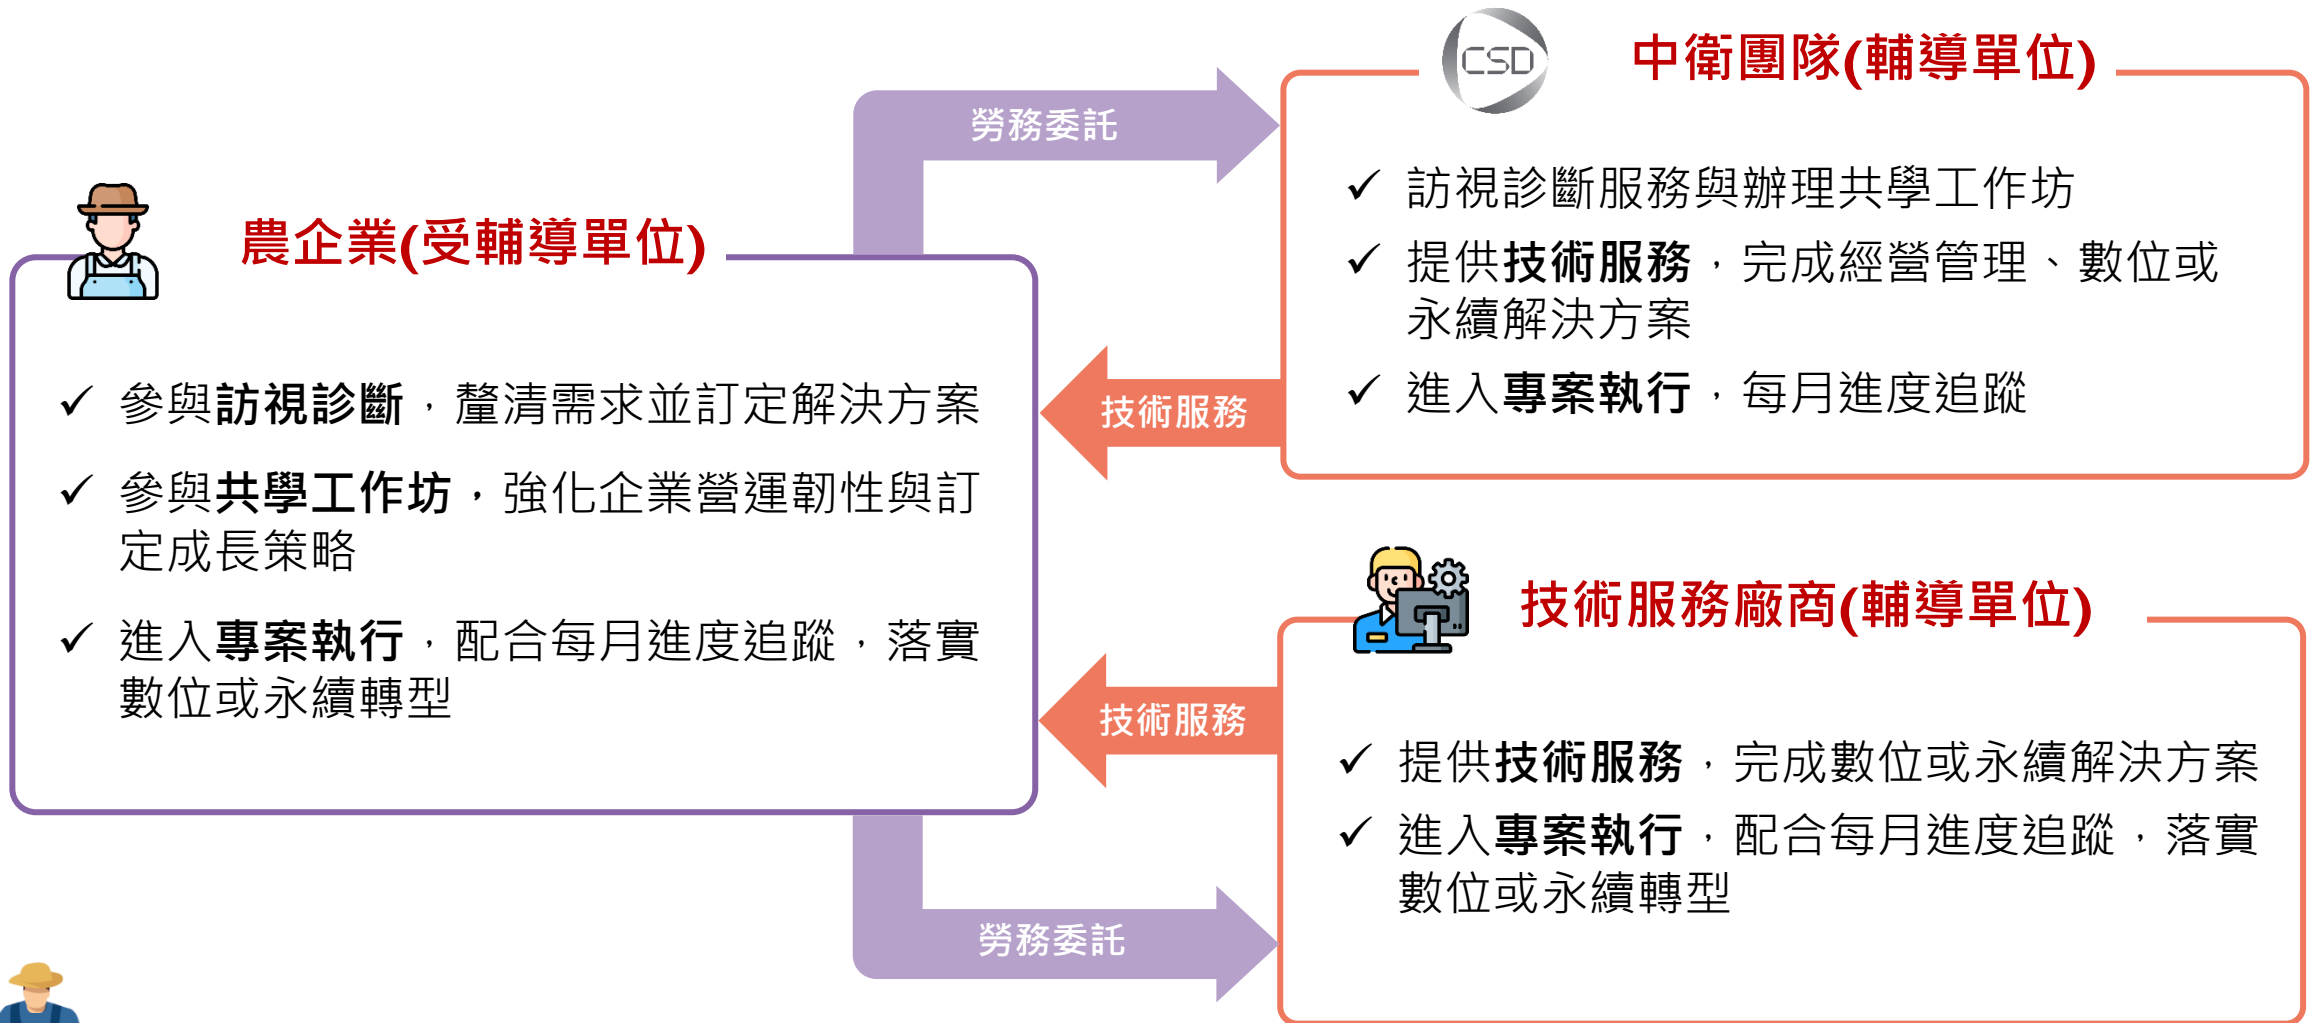 CSD
中衛團隊(輔導單位)
勞務委託
✓ 訪視診斷服務與辦理共學工作坊
✓ 提供技術服務，完成經營管理、數位或
永續解決方案
✓ 進入專案執行，每月進度追蹤
農企業(受輔導單位)
✓ 參與訪視診斷，釐清需求並訂定解決方案
✓ 參與共學工作坊，強化企業營運韌性與訂
定成長策略
✓ 進入專案執行，配合每月進度追蹤，落實
數位或永續轉型
技術服務
技術服務廠商(輔導單位)
技術服務
✓ 提供技術服務，完成數位或永續解決方案
✓ 進入專案執行，配合每月進度追蹤，落實
數位或永續轉型
勞務委託